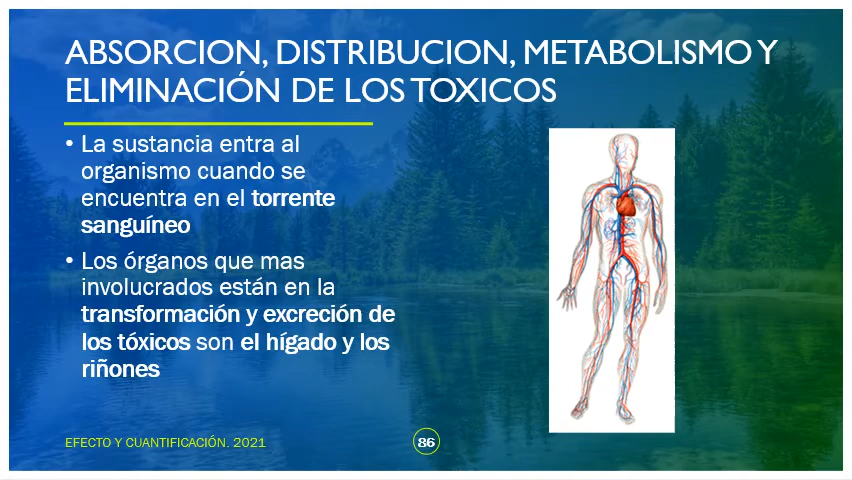 ABSORCION, DISTRIBUCION, METABOLISMO Y
ELIMINACIÓN DE LOS TOXICOS
• La sustancia entra al
organismo cuando se
encuentra en el torrente
sanguíneo
• Los órganos que mas
involucrados están en la
transformación y excreción de
los tóxicos son el hígado y los
riñones
EFECTO Y CUANTIFICACIÓN. 2021
86